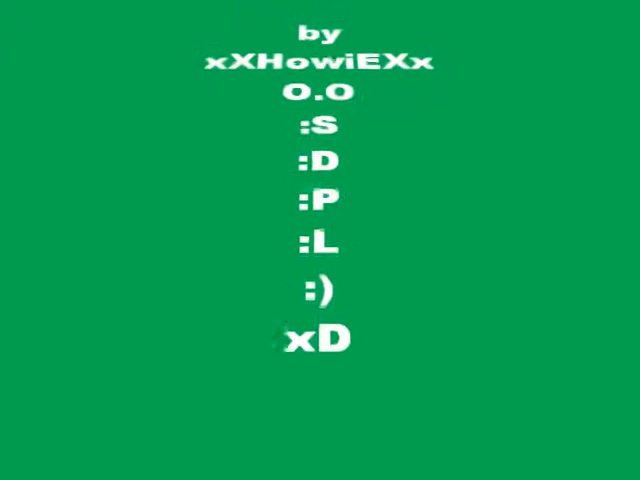 by
xXHowiEXx
O.O
:S
:D
:P
:L
:)
xD